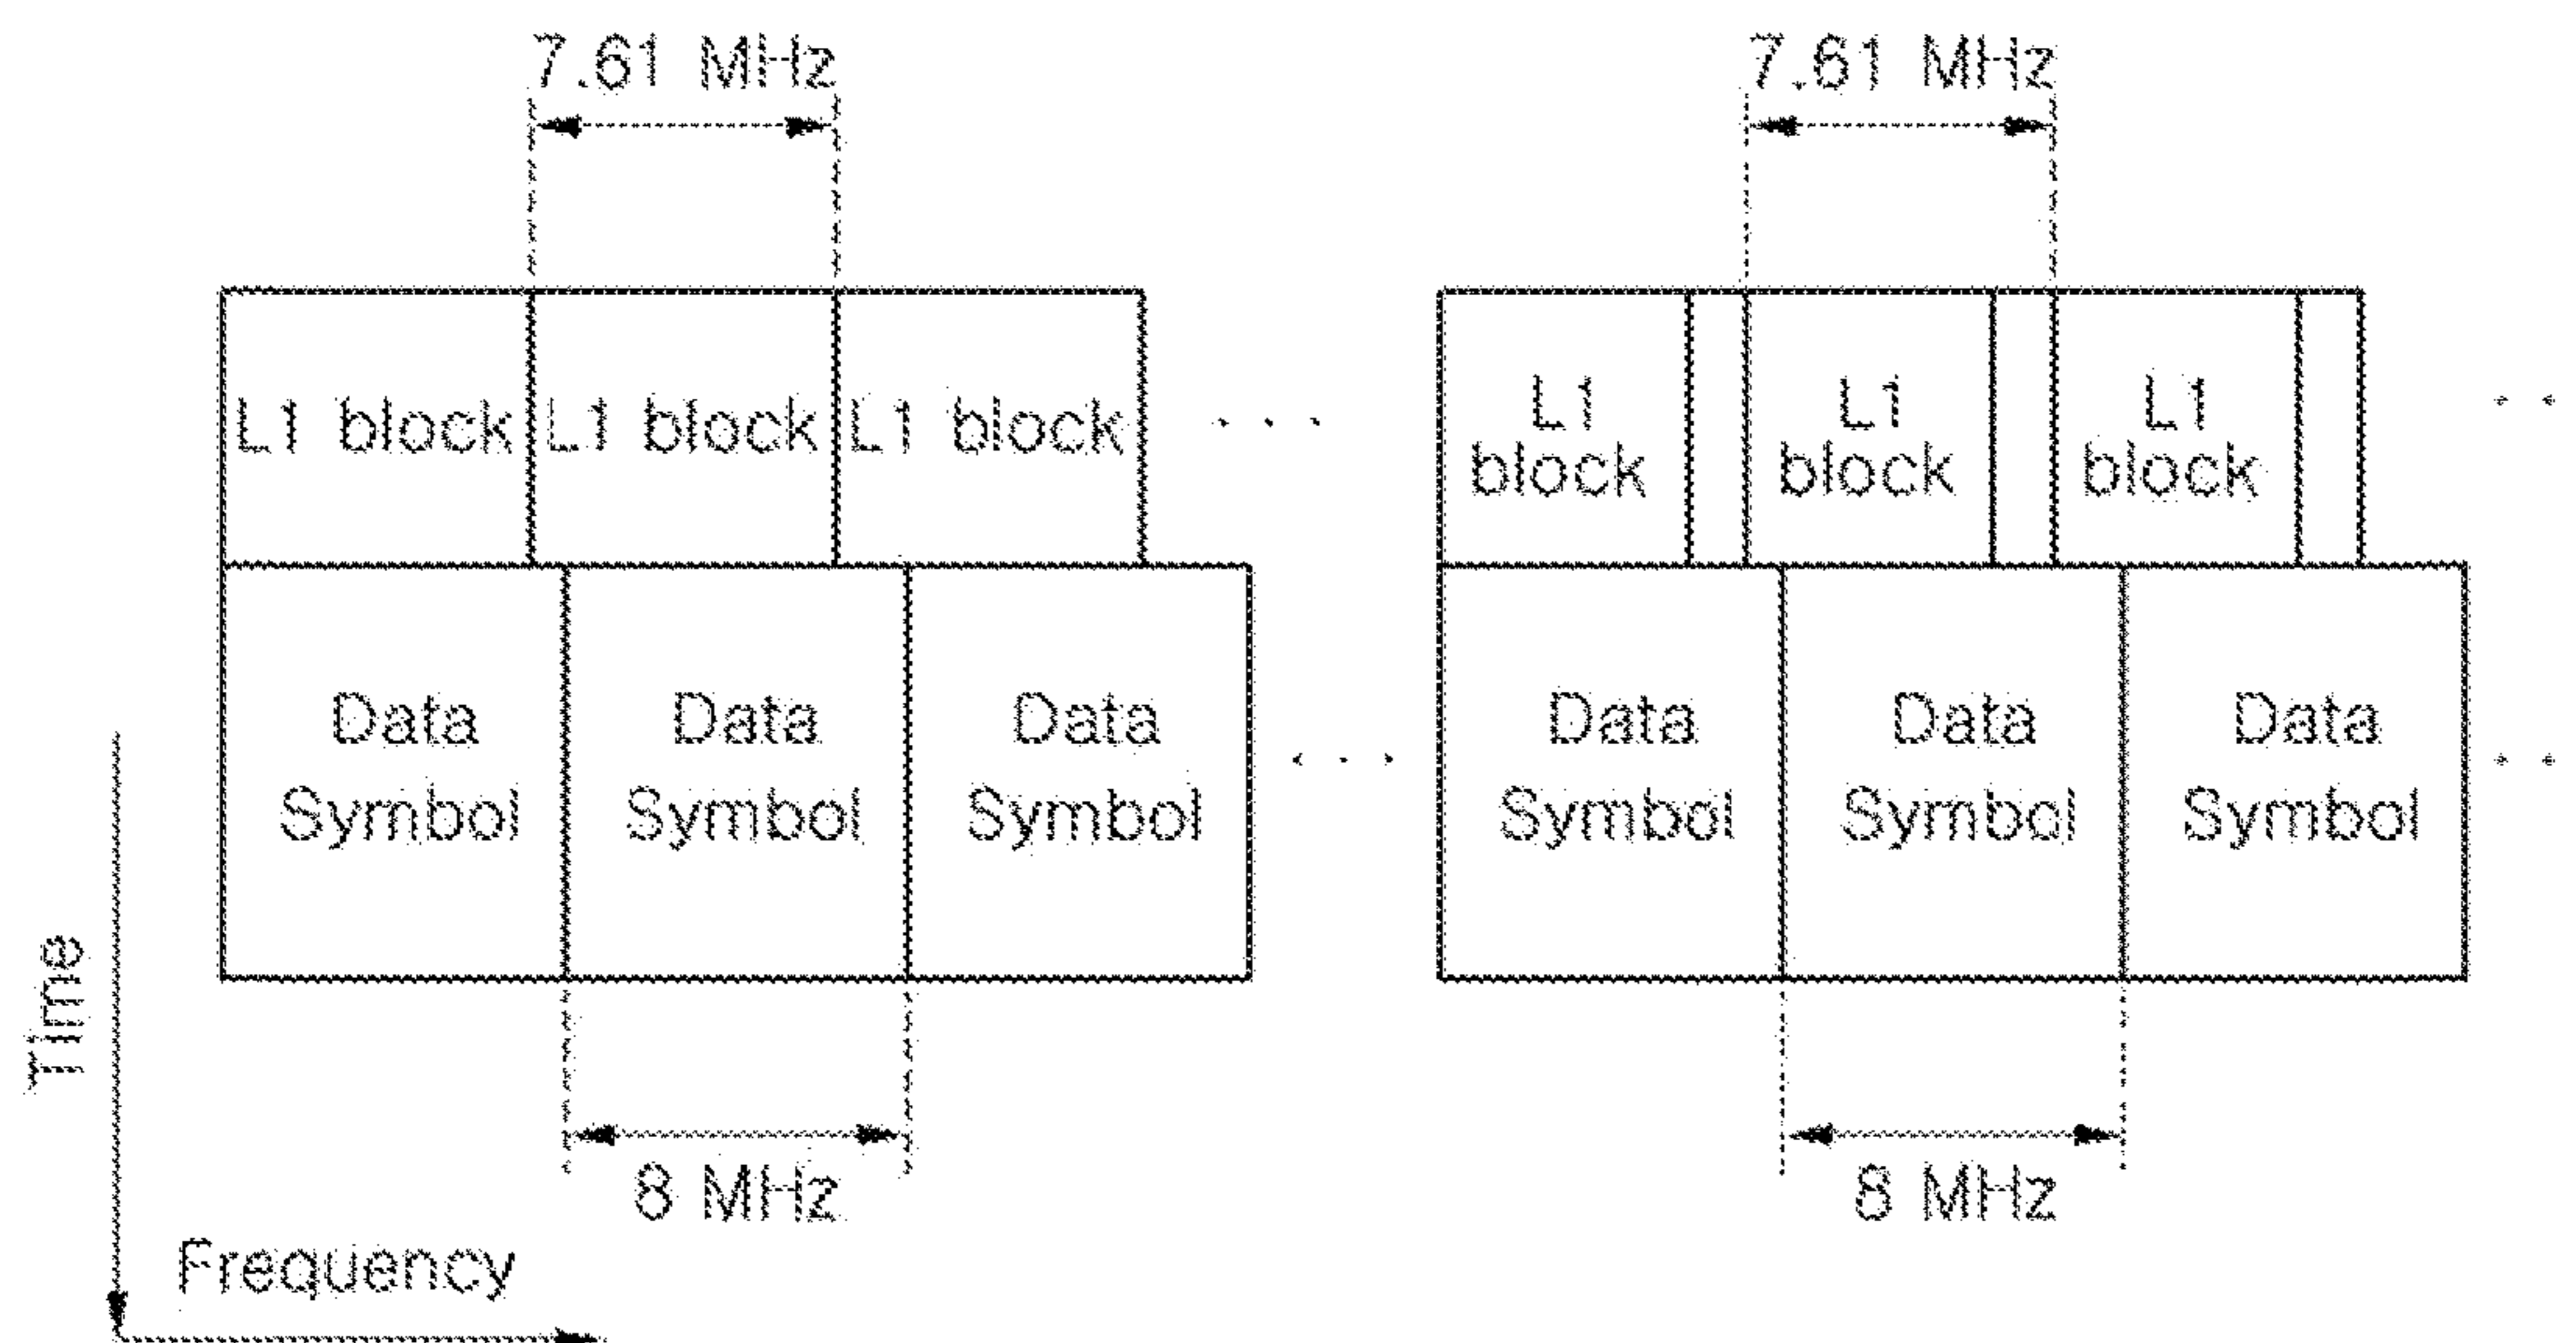 7.61 MHz
7.61 MHz
L1 block
L1 block
L1 block
. . .
L1
block
L1
block
L1
block
. .
Data
Symbol
Data
Symbol
Data
Symbol
. . .
Data
Symbol
Data
Symbol
Data
Symbol
. .
8 MHz
8 MHz
Time
Frequency